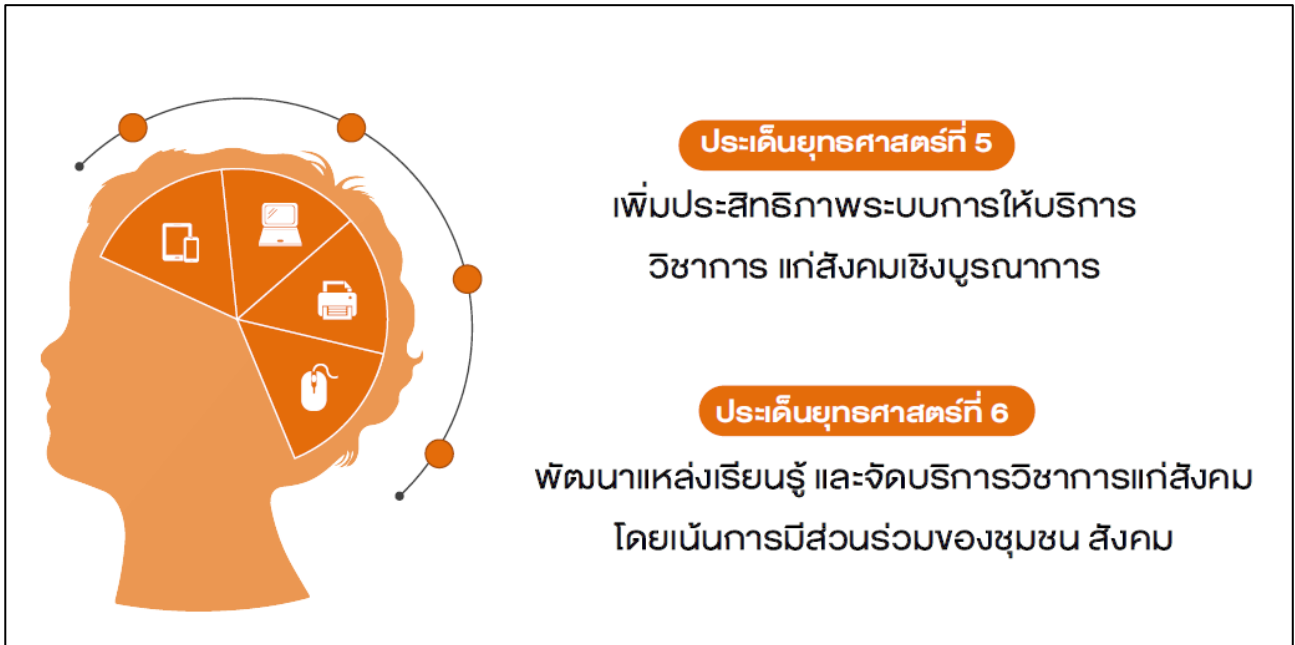 ประเด็นยุทธศาสตร์ที่ 5
เพิ่มประสิทธิภาพระบบการให้บริการ
วิชาการ แก่สังคมเชิงบูรณาการ
ประเด็นยุทธศาสตร์ที่ 6
พัฒนาแหล่งเรียนรู้ และจัดบริการวิชาการแก่สังคม
โดยเน้นการมีส่วนร่วมของชุมชน สังคม